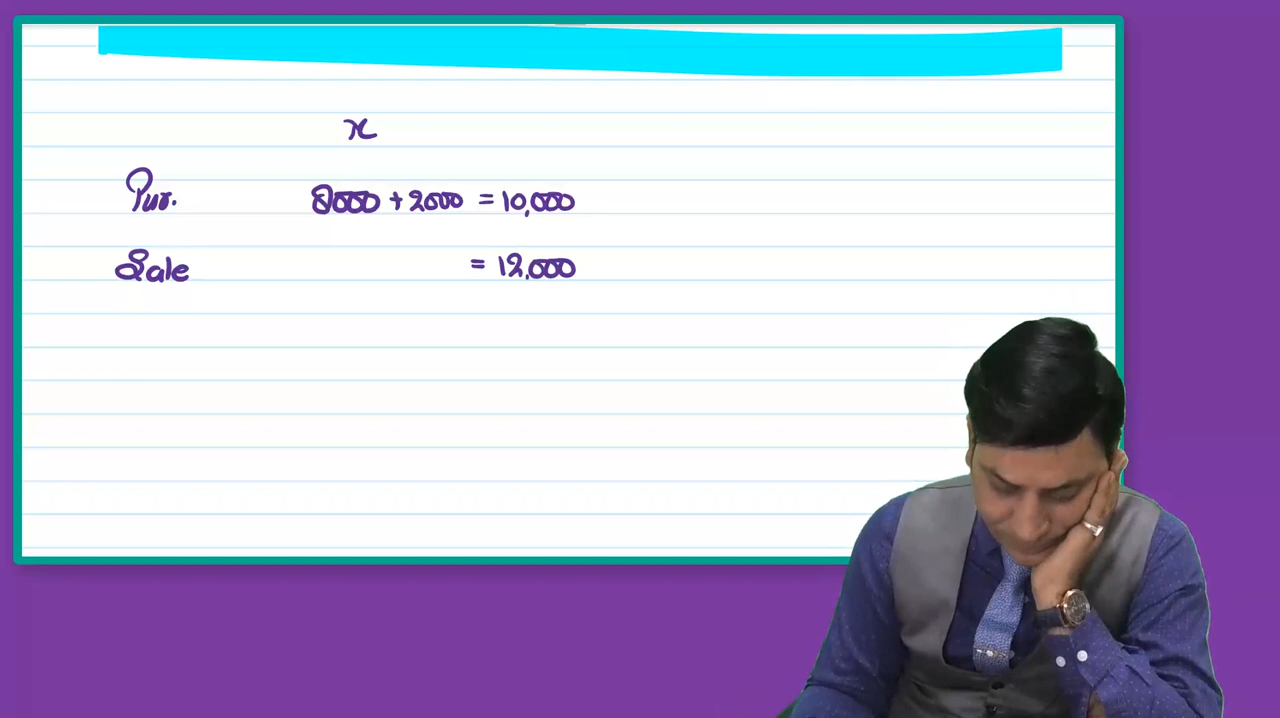 x
Pur. 8000 + 2000 = 10,000
Sale = 12,000